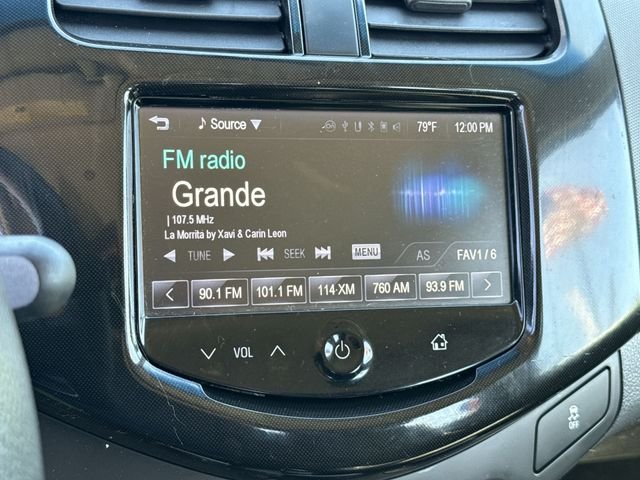 Source 79°F 12:00 PM
FM radio
Grande
| 107.5 MHz
La Morrita by Xavi & Carin Leon
TUNE SEEK MENU AS FAV1 / 6
90.1 FM 101.1 FM 114-XM 760 AM 93.9 FM
VOL
OFF